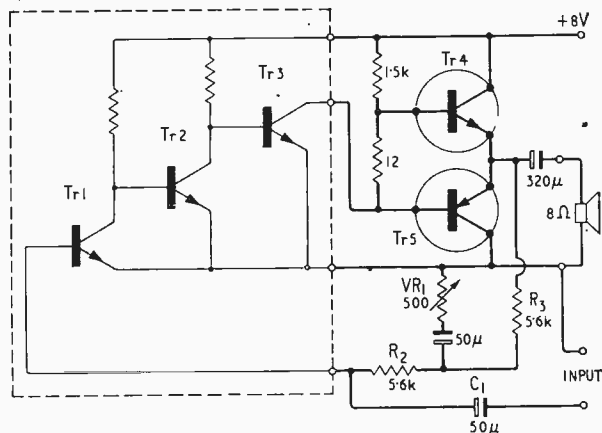 +8V
Tr4
1·5k
Tr3
Tr2
12
320μ
Tr1
8Ω
Tr5
VR1
500
R3
5·6k
50μ
R2
5·6k
INPUT
C1
50μ